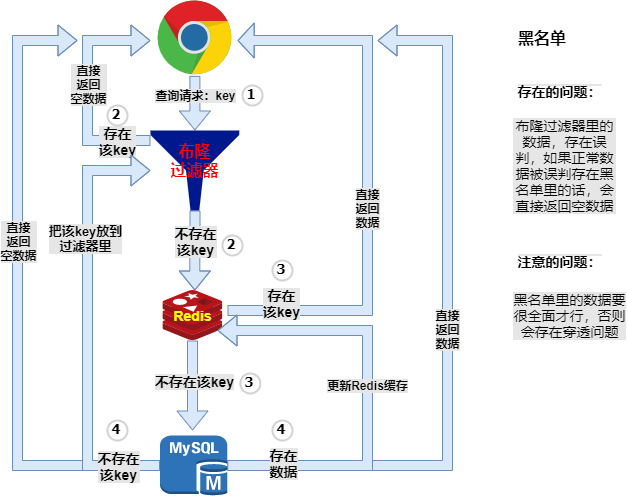 黑名单
存在的问题:
布隆过滤器里的
数据，存在误
判，如果正常数
据被误判存在黑
名单里的话，会
直接返回空数据
注意的问题:
黑名单里的数据要
很全面才行，否则
会存在穿透问题
查询请求: key
1
直接
返回
空数据
2
存在
该key
布隆
过滤器
直接
返回
空数据
把该key放到
过滤器里
不存在
该key
2
直接
返回
数据
3
存在
该key
Redis
直接
返回
数据
不存在该key
3
更新Redis缓存
4
不存在
该key
MySQL
M
4
存在
数据